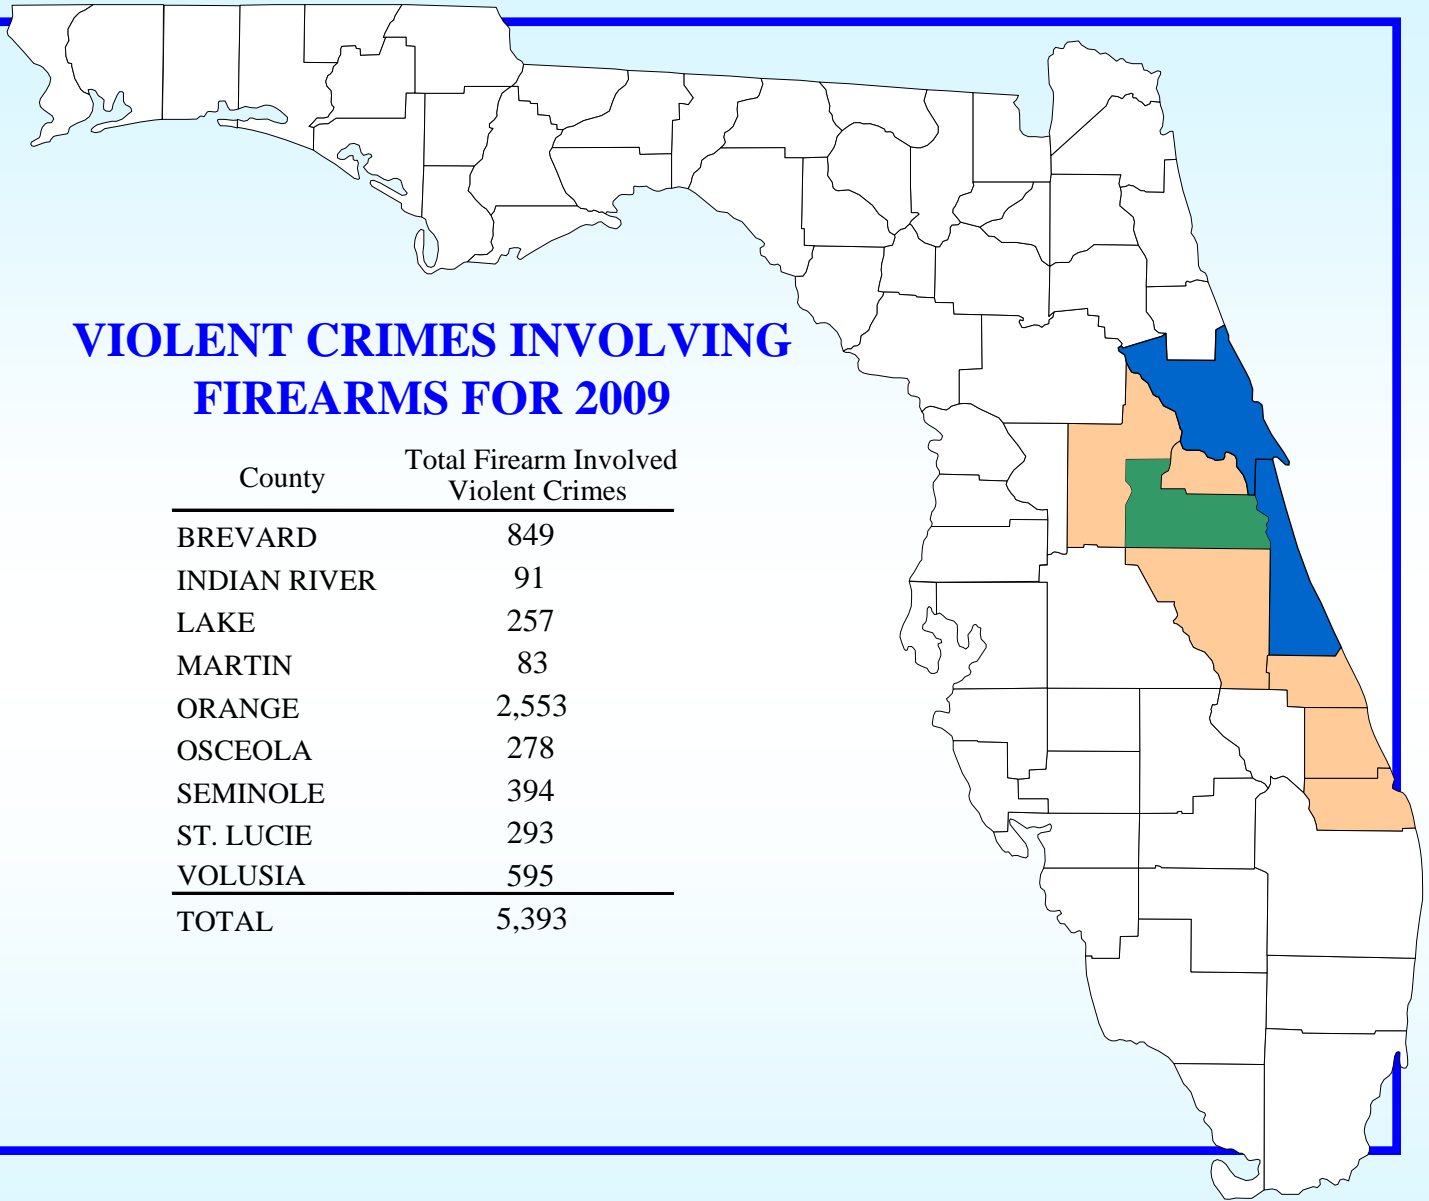 VIOLENT CRIMES INVOLVING
FIREARMS FOR 2009
County Total Firearm Involved
Violent Crimes
BREVARD 849
INDIAN RIVER 91
LAKE 257
MARTIN 83
ORANGE 2,553
OSCEOLA 278
SEMINOLE 394
ST. LUCIE 293
VOLUSIA 595
TOTAL 5,393